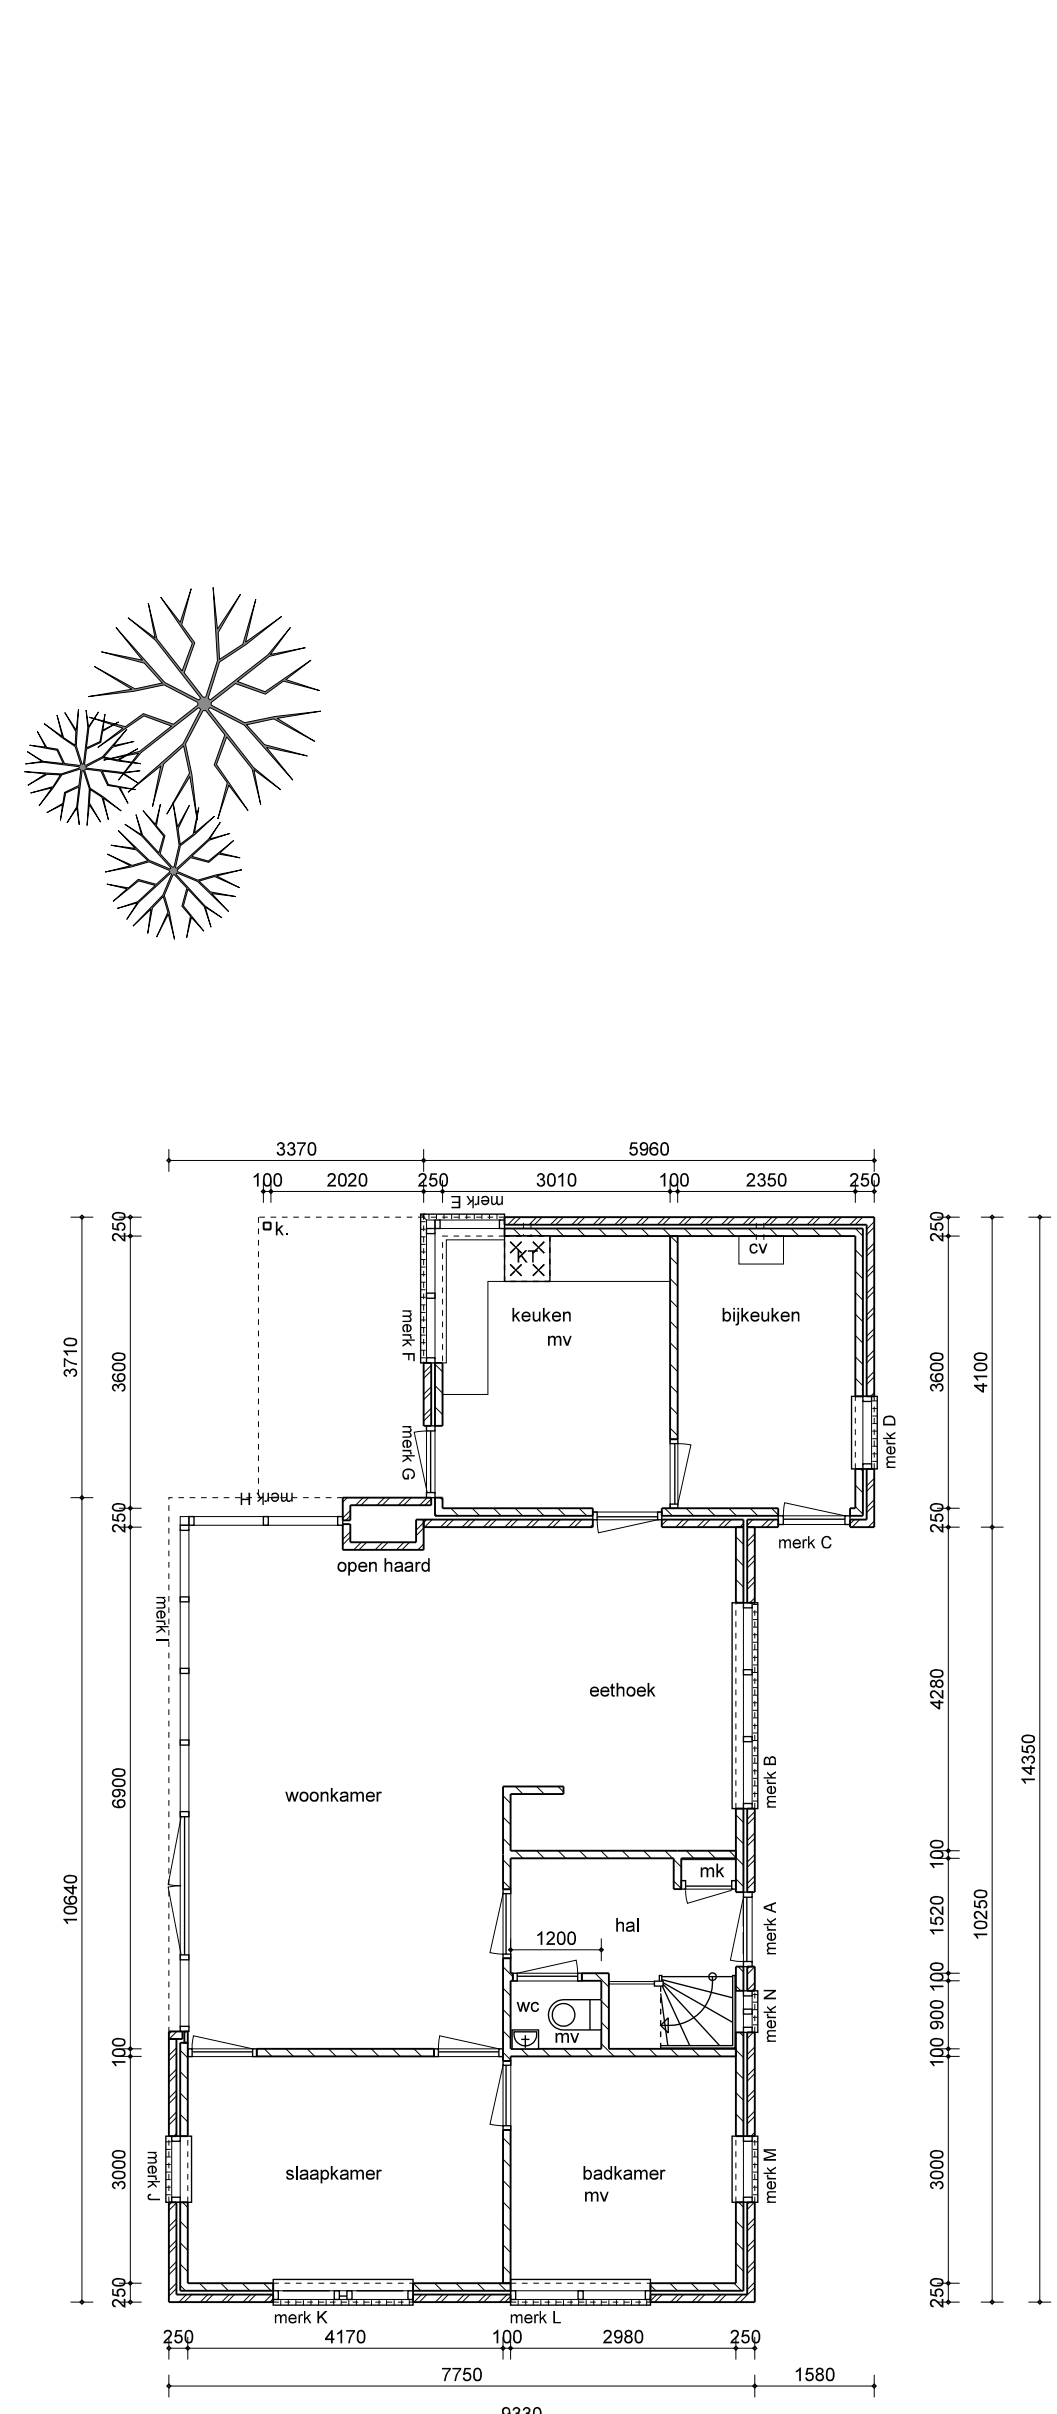 3370
5960
100
2020
250
3010
100
2350
250
merk E
250
k.
cv
KT
250
keuken
mv
bijkeuken
merk F
3710
3600
3600
4100
merk G
merk D
merk H
250
250
merk C
open haard
merk I
eethoek
4280
14350
merk B
woonkamer
6900
100
mk
10640
hal
merk A
1520
10250
1200
100
wc
mv
merk N
900
100
100
slaapkamer
badkamer
mv
merk J
merk M
3000
3000
250
250
merk K
merk L
250
4170
100
2980
250
7750
1580
9330